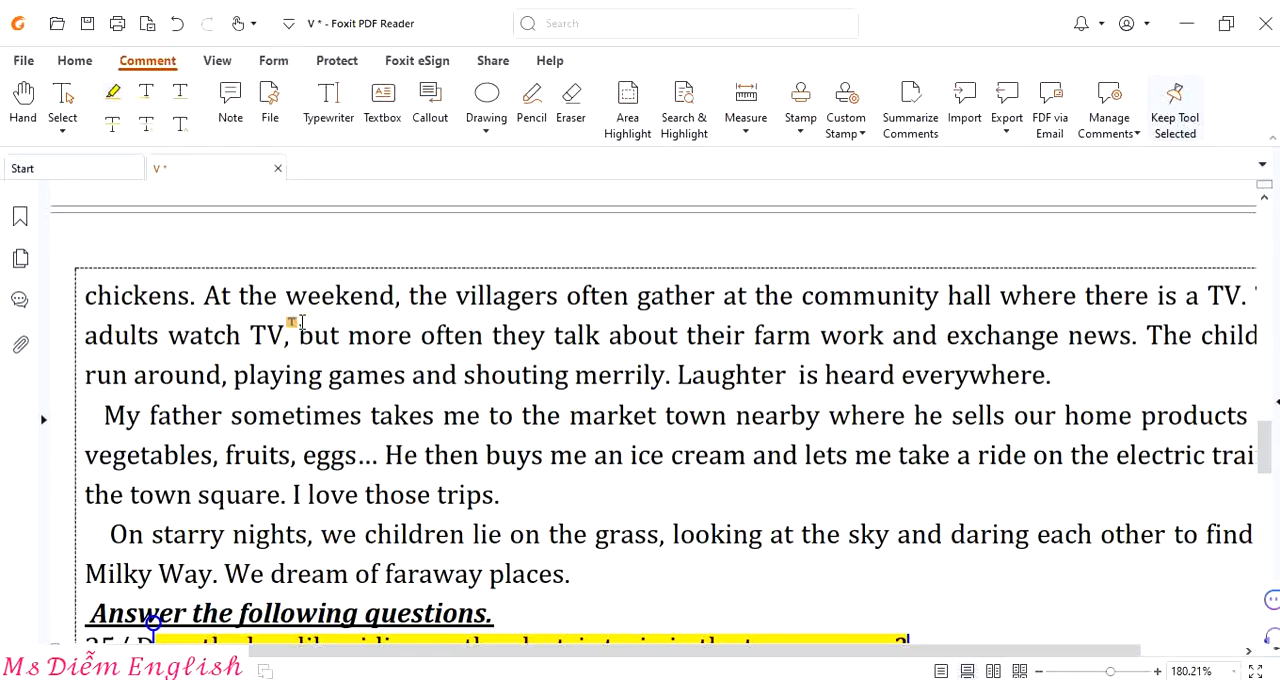 V * - Foxit PDF Reader
Search
File Home Comment View Form Protect Foxit eSign Share Help
Hand Select Note File Typewriter Textbox Callout Drawing Pencil Eraser Area Highlight Search & Highlight Measure Stamp Custom Stamp Summarize Comments Import Export PDF via Email Manage Comments Keep Tool Selected
Start V *
chickens. At the weekend, the villagers often gather at the community hall where there is a TV.
adults watch TV, but more often they talk about their farm work and exchange news. The child
run around, playing games and shouting merrily. Laughter is heard everywhere.
My father sometimes takes me to the market town nearby where he sells our home products
vegetables, fruits, eggs... He then buys me an ice cream and lets me take a ride on the electric trai
the town square. I love those trips.
On starry nights, we children lie on the grass, looking at the sky and daring each other to find
Milky Way. We dream of faraway places.
Answer the following questions.
Ms Diễm English
180.21%